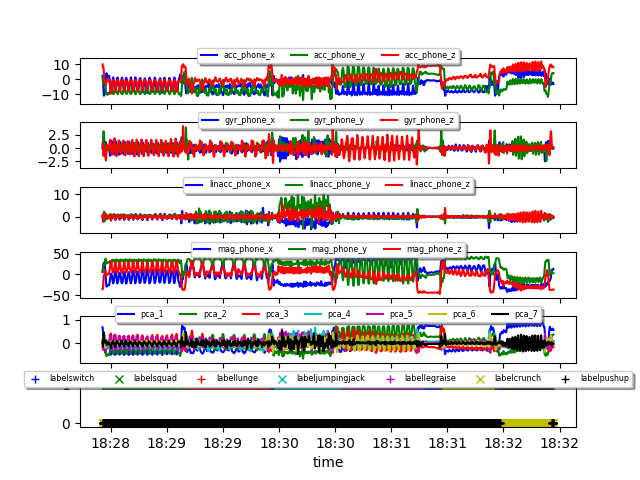 acc_phone_x acc_phone_y acc_phone_z
10
0
−10
gyr_phone_x gyr_phone_y gyr_phone_z
2.5
0.0
−2.5
linacc_phone_x linacc_phone_y linacc_phone_z
10
0
mag_phone_x mag_phone_y mag_phone_z
50
0
−50
pca_1 pca_2 pca_3 pca_4 pca_5 pca_6 pca_7
1
0
labelswitch labelsquad labellunge labeljumpingjack labellegraise labelcrunch labelpushup
0
18:28 18:29 18:29 18:30 18:30 18:31 18:31 18:32 18:32
time